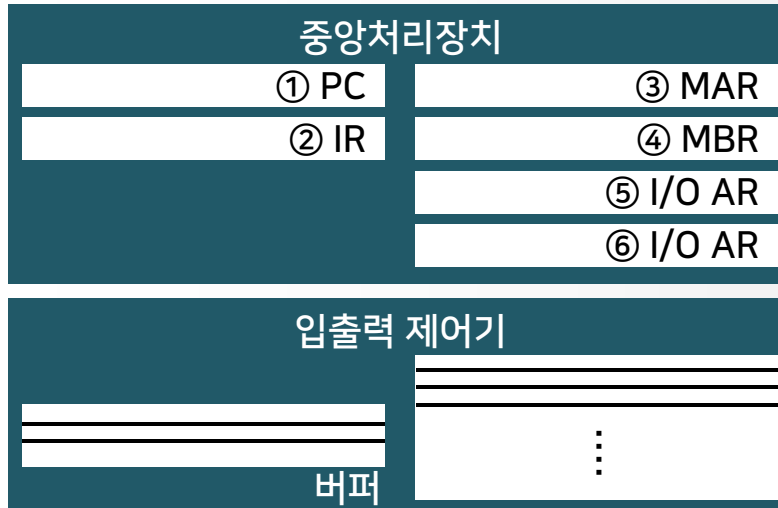 중앙처리장치
① PC
③ MAR
② IR
④ MBR
⑤ I/O AR
⑥ I/O AR
입출력 제어기
버퍼